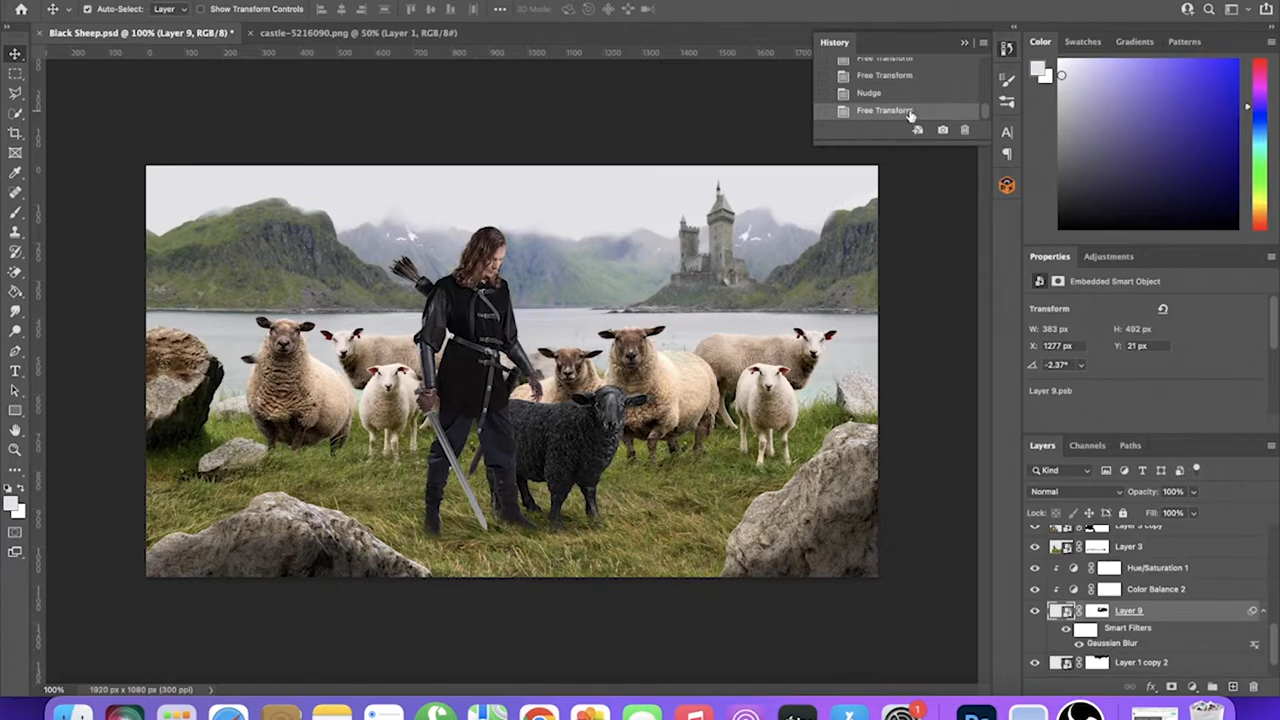 Auto-Select: Layer Show Transform Controls 3D Mode:
× Black Sheep.psd @ 100% (Layer 9, RGB/8) * × castle-5216090.png @ 50% (Layer 1, RGB/8#)
History
Free Transform
Free Transform
Nudge
Free Transform
Color Swatches Gradients Patterns
Properties Adjustments
Embedded Smart Object
Transform
W: 383 px H: 492 px
X: 1277 px Y: 21 px
-2.37°
Layer 9.psb
Layers Channels Paths
Kind
Normal Opacity: 100%
Lock: Fill: 100%
Layer 3 copy
Layer 3
Hue/Saturation 1
Color Balance 2
Layer 9
Smart Filters
Gaussian Blur
Layer 1 copy 2
100% 1920 px x 1080 px (300 ppi)
1